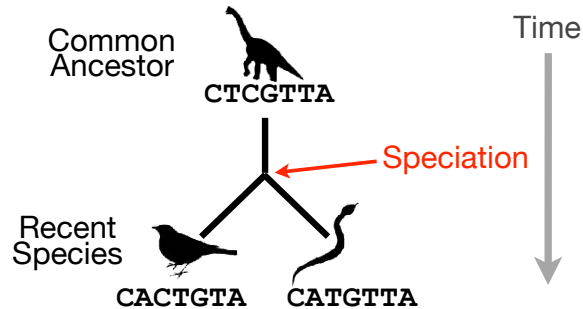 Common
Ancestor
Time
CTCGTTA
Speciation
Recent
Species
CACTGTA
CATGTTA